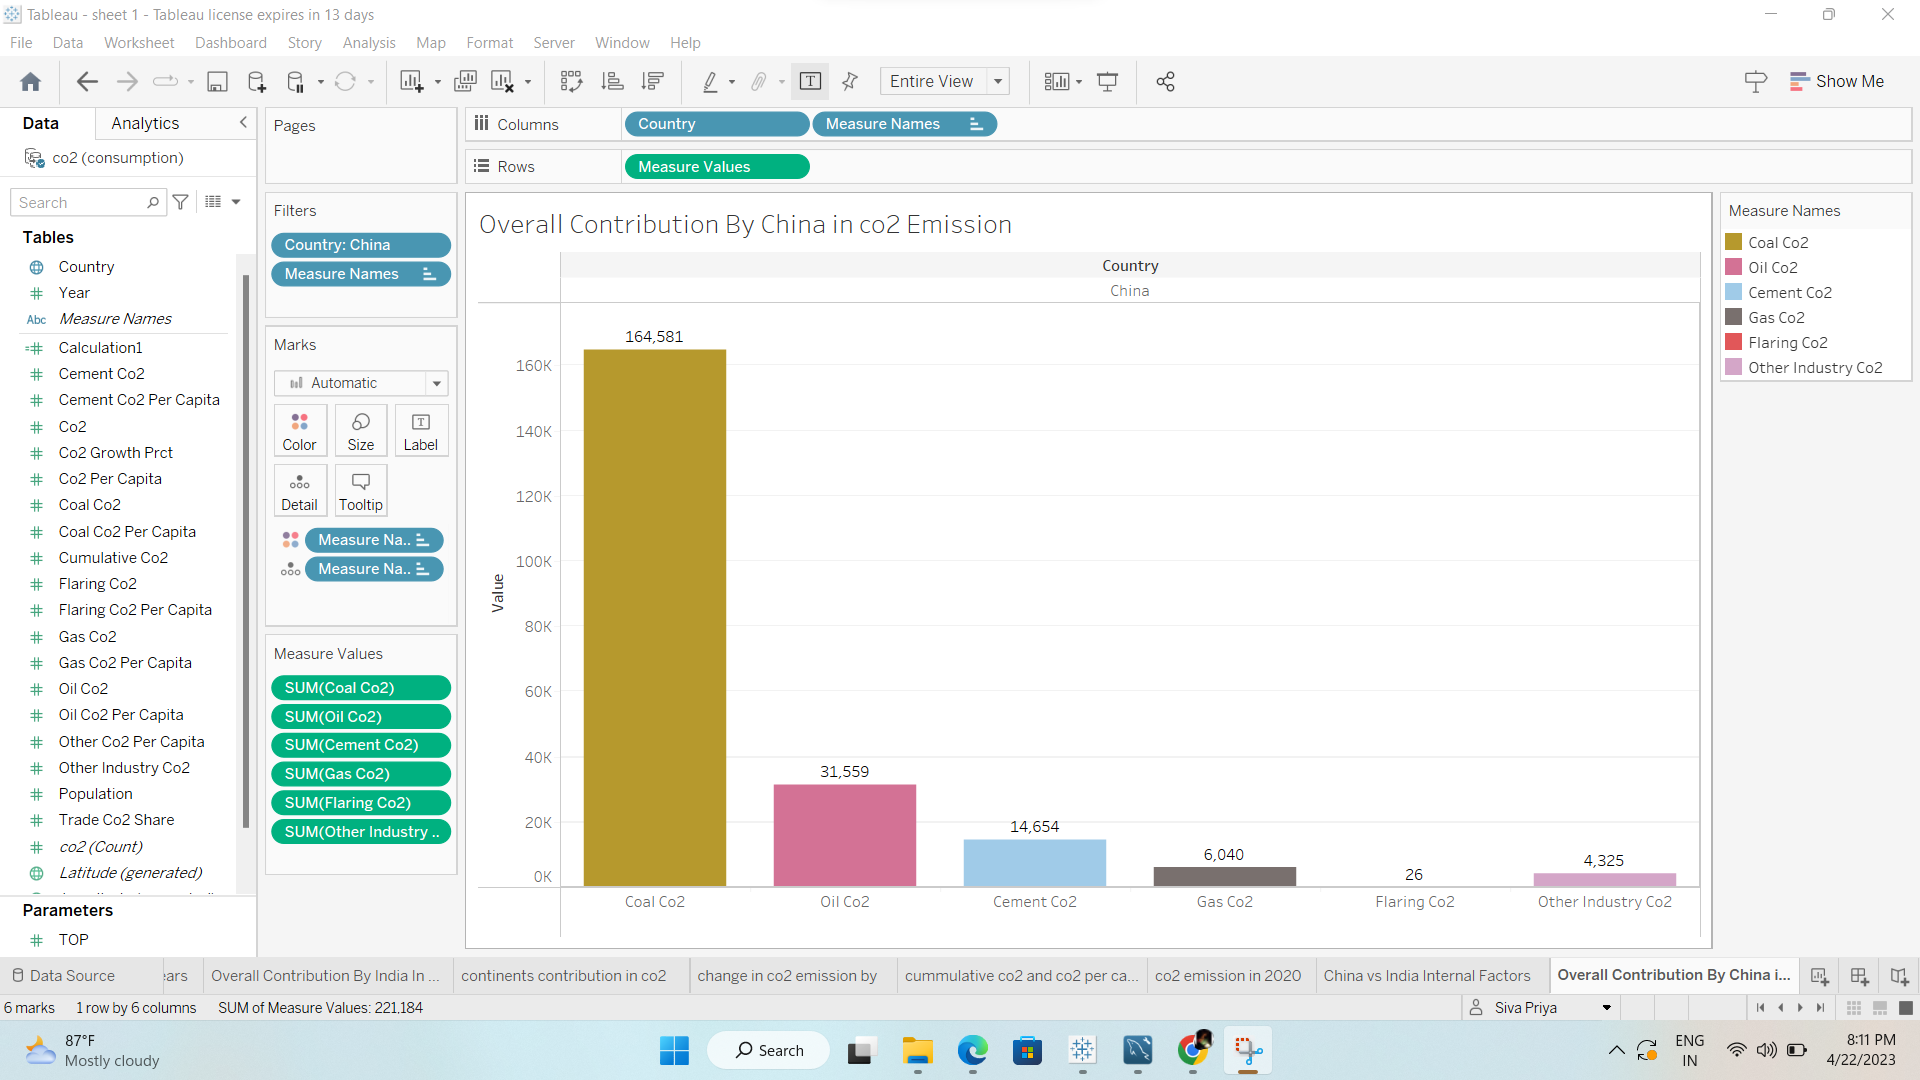 Tableau - sheet 1 - Tableau license expires in 13 days
File Data Worksheet Dashboard Story Analysis Map Format Server Window Help
Entire View
Show Me
Data Analytics
co2 (consumption)
Search
Tables
Country
Year
Abc Measure Names
Calculation1
Cement Co2
Cement Co2 Per Capita
Co2
Co2 Growth Prct
Co2 Per Capita
Coal Co2
Coal Co2 Per Capita
Cumulative Co2
Flaring Co2
Flaring Co2 Per Capita
Gas Co2
Gas Co2 Per Capita
Oil Co2
Oil Co2 Per Capita
Other Co2 Per Capita
Other Industry Co2
Population
Trade Co2 Share
co2 (Count)
Latitude (generated)
Parameters
TOP
Pages
Filters
Country: China
Measure Names
Marks
Automatic
Color Size Label
Detail Tooltip
Measure Na..
Measure Na..
Measure Values
SUM(Coal Co2)
SUM(Oil Co2)
SUM(Cement Co2)
SUM(Gas Co2)
SUM(Flaring Co2)
SUM(Other Industry ..
Columns Country Measure Names
Rows Measure Values
Overall Contribution By China in co2 Emission
Country
China
Value
160K
140K
120K
100K
80K
60K
40K
20K
0K
164,581
31,559
14,654
6,040
26
4,325
Coal Co2 Oil Co2 Cement Co2 Gas Co2 Flaring Co2 Other Industry Co2
Measure Names
Coal Co2
Oil Co2
Cement Co2
Gas Co2
Flaring Co2
Other Industry Co2
Data Source ears Overall Contribution By India In ... continents contribution in co2 change in co2 emission by cummulative co2 and co2 per ca... co2 emission in 2020 China vs India Internal Factors Overall Contribution By China i...
6 marks 1 row by 6 columns SUM of Measure Values: 221,184
Siva Priya
87°F
Mostly cloudy
Search
ENG
IN
8:11 PM
4/22/2023